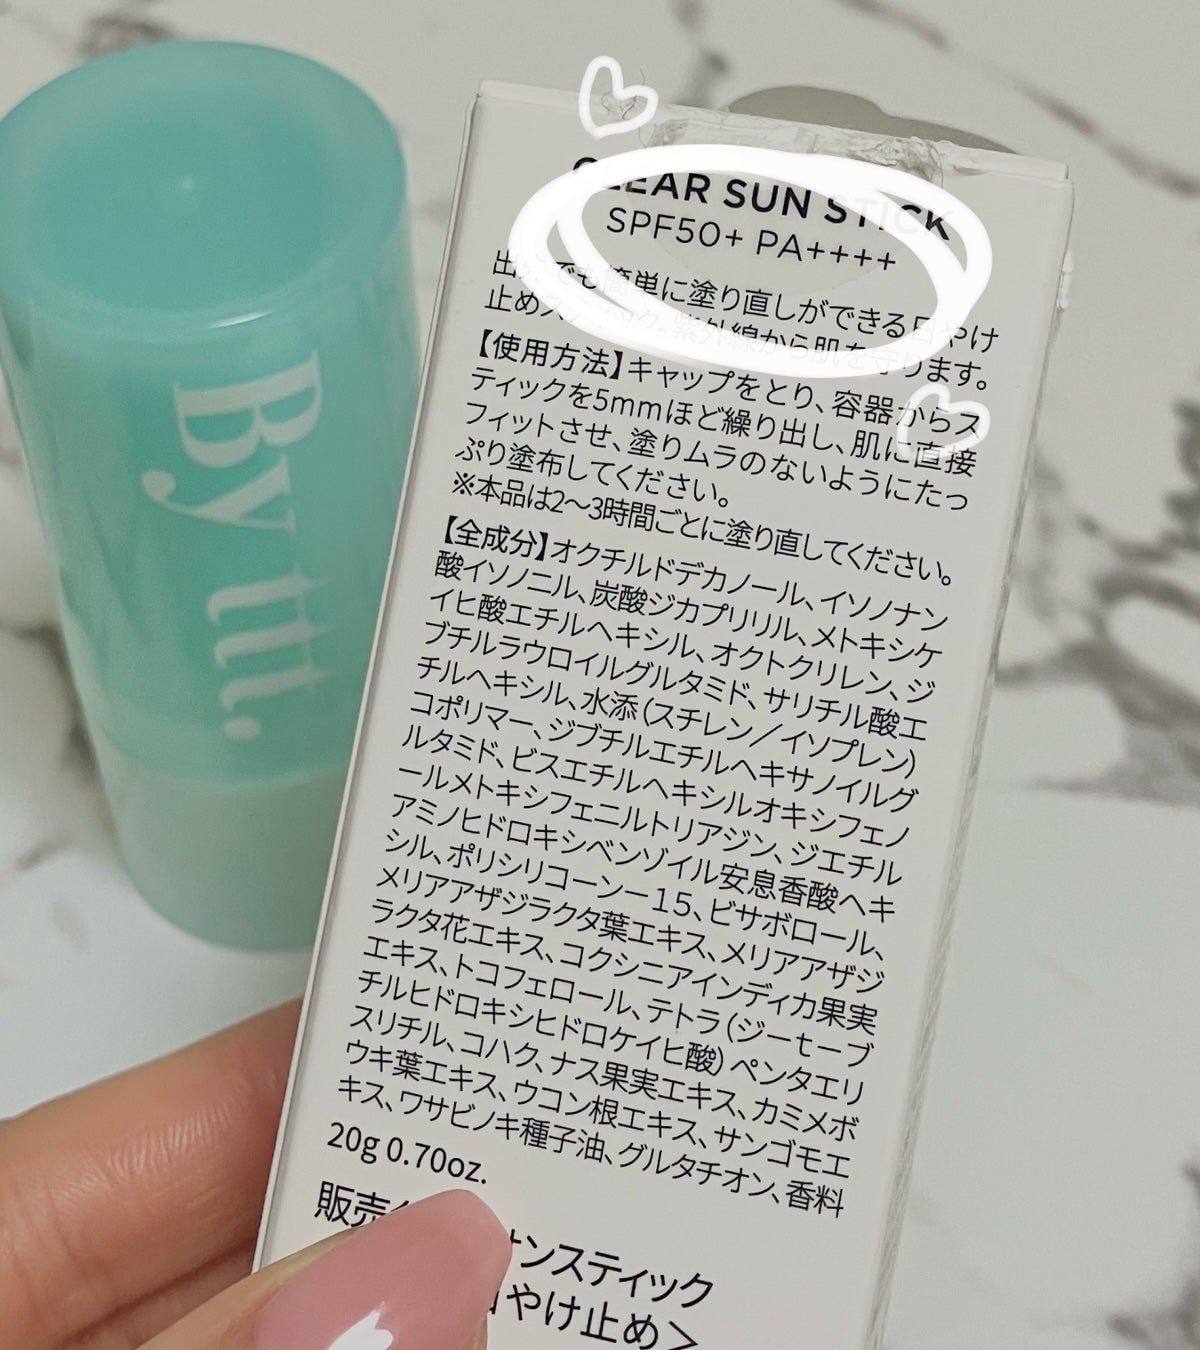 By ttt.
CLEAR SUN STICK
SPF50+ PA++++
出先でも簡単に塗り直しができる日やけ
止めスティック。紫外線から肌を守ります。
【使用方法】キャップをとり、容器からス
ティックを5mmほど繰り出し、肌に直接
フィットさせ、塗りムラのないようにたっ
ぷり塗布してください。
※本品は2〜3時間ごとに塗り直してください。
【全成分】オクチルドデカノール、イソノナン
酸イソノニル、炭酸ジカプリリル、メトキシケ
イヒ酸エチルヘキシル、オクトクリレン、ジ
ブチルラウロイルグルタミド、サリチル酸エ
チルヘキシル、水添(スチレン/イソプレン)
コポリマー、ジブチルエチルヘキサノイルグ
ルタミド、ビスエチルヘキシルオキシフェノ
ールメトキシフェニルトリアジン、ジエチル
アミノヒドロキシベンゾイル安息香酸ヘキ
シル、ポリシリコーン－15、ビサボロール、
メリアアザジラクタ葉エキス、メリアアザジ
ラクタ花エキス、コクシニアインディカ果実
エキス、トコフェロール、テトラ(ジ－t－ブ
チルヒドロキシヒドロケイヒ酸)ペンタエリ
スリチル、コハク、ナス果実エキス、カミメボ
ウキ葉エキス、ウコン根エキス、サンゴモエ
キス、ワサビノキ種子油、グルタチオン、香料
20g 0.70oz.
販売 サンスティック
日やけ止め>